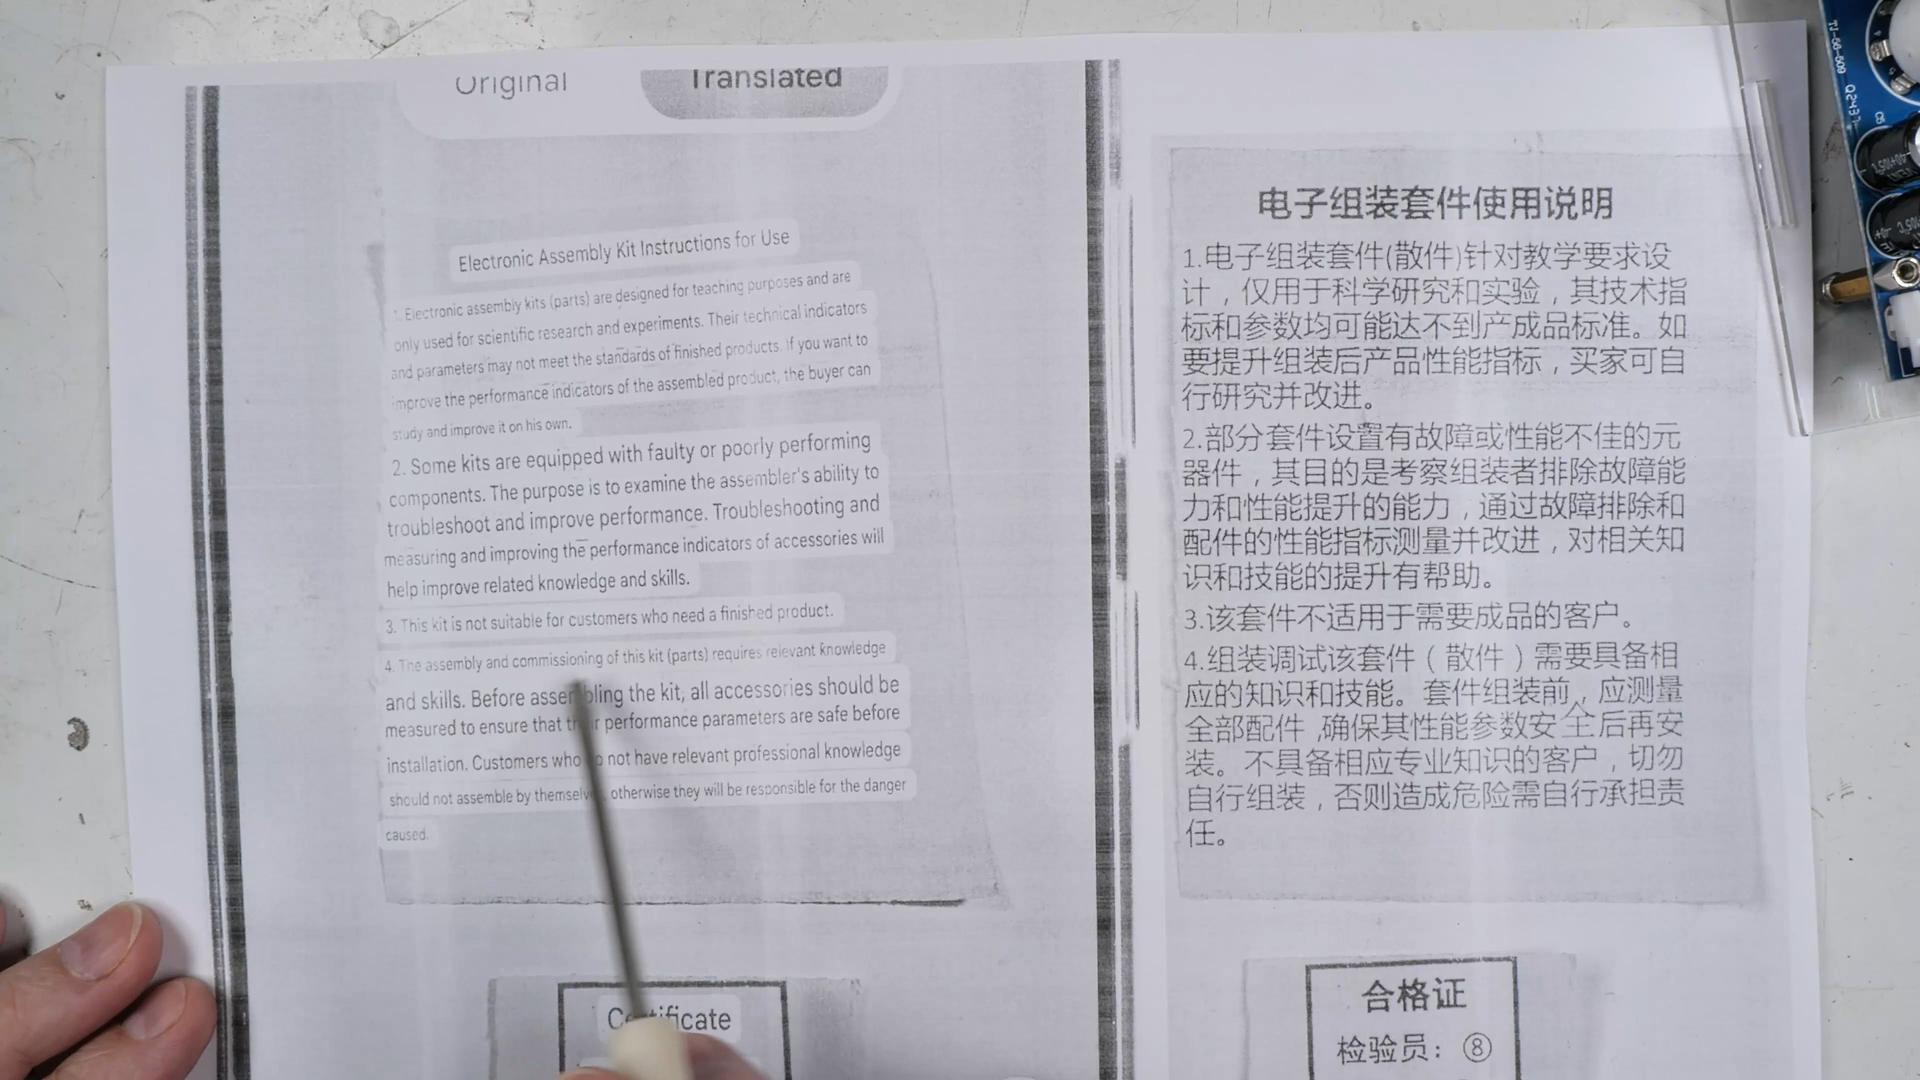 Original
Translated
Electronic Assembly Kit Instructions for Use
1. Electronic assembly kits (parts) are designed for teaching purposes and are
only used for scientific research and experiments. Their technical indicators
and parameters may not meet the standards of finished products. If you want to
improve the performance indicators of the assembled product, the buyer can
study and improve it on his own.
2. Some kits are equipped with faulty or poorly performing
components. The purpose is to examine the assembler's ability to
troubleshoot and improve performance. Troubleshooting and
measuring and improving the performance indicators of accessories will
help improve related knowledge and skills.
3. This kit is not suitable for customers who need a finished product.
4. The assembly and commissioning of this kit (parts) requires relevant knowledge
and skills. Before assembling the kit, all accessories should be
measured to ensure that their performance parameters are safe before
installation. Customers who do not have relevant professional knowledge
should not assemble by themselves, otherwise they will be responsible for the danger
caused.
Certificate
电子组装套件使用说明
1.电子组装套件(散件)针对教学要求设
计，仅用于科学研究和实验，其技术指
标和参数均可能达不到产成品标准。如
要提升组装后产品性能指标，买家可自
行研究并改进。
2.部分套件设置有故障或性能不佳的元
器件，其目的是考察组装者排除故障能
力和性能提升的能力，通过故障排除和
配件的性能指标测量并改进，对相关知
识和技能的提升有帮助。
3.该套件不适用于需要成品的客户。
4.组装调试该套件（散件）需要具备相
应的知识和技能。套件组装前，应测量
全部配件,确保其性能参数安全后再安
装。不具备相应专业知识的客户，切勿
自行组装，否则造成危险需自行承担责
任。
合格证
检验员：⑧